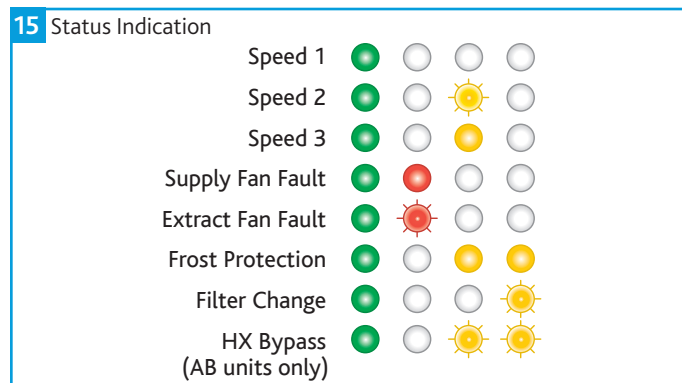 15 Status Indication
Speed 1
Speed 2
Speed 3
Supply Fan Fault
Extract Fan Fault
Frost Protection
Filter Change
HX Bypass
(AB units only)